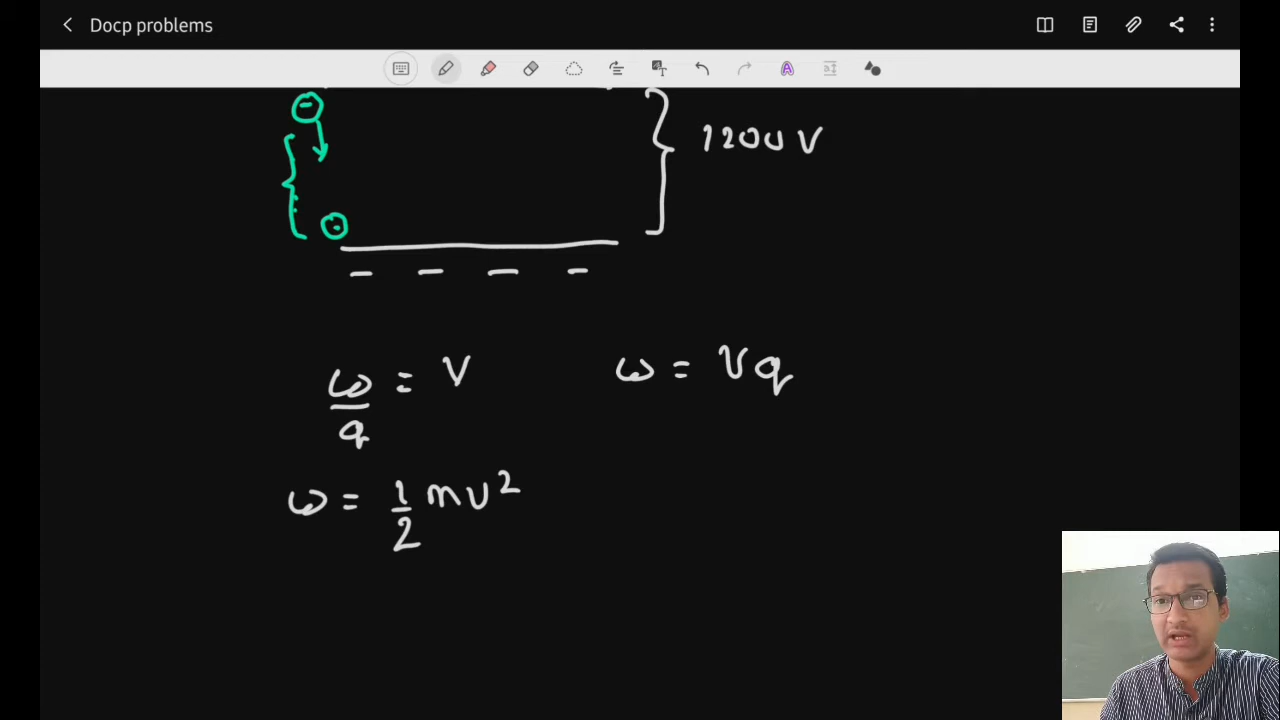 Docp problems
1200 V
- - - -
ω/q = V
ω = Vq
ω = 1/2 mv²